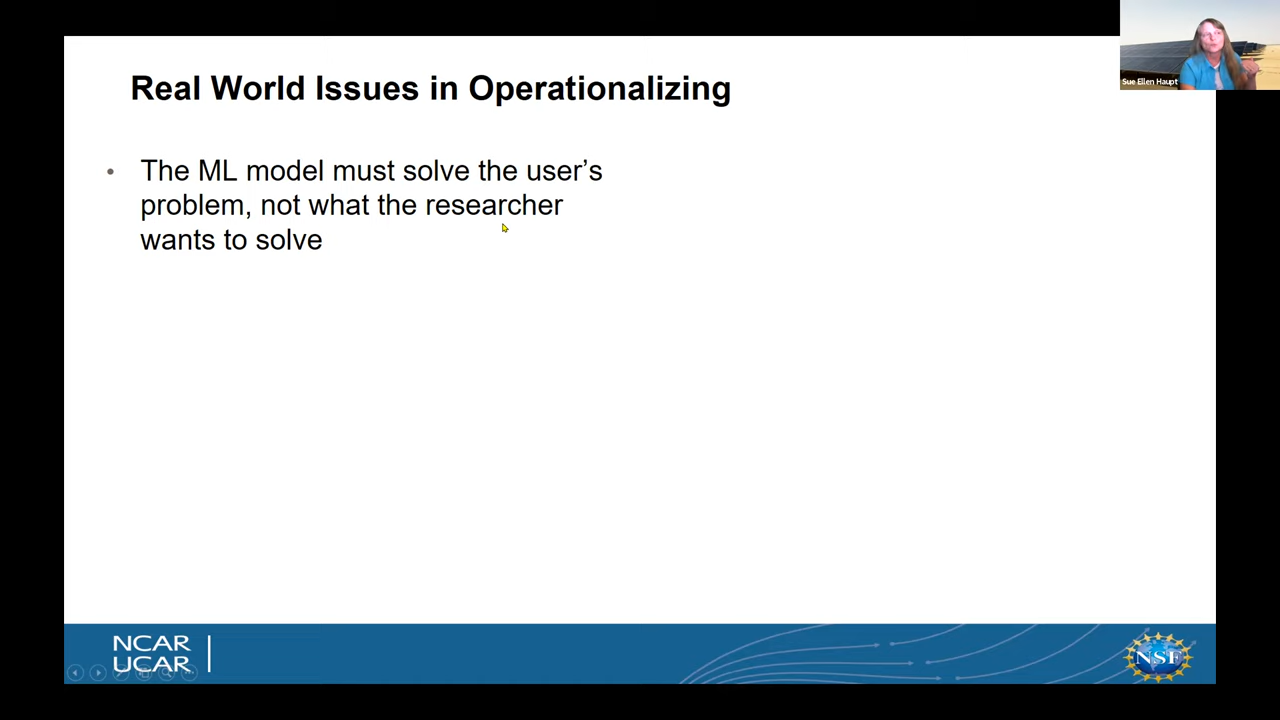 Real World Issues in Operationalizing
Sue Ellen Haupt
• The ML model must solve the user’s
problem, not what the researcher
wants to solve
NCAR
UCAR
NSF